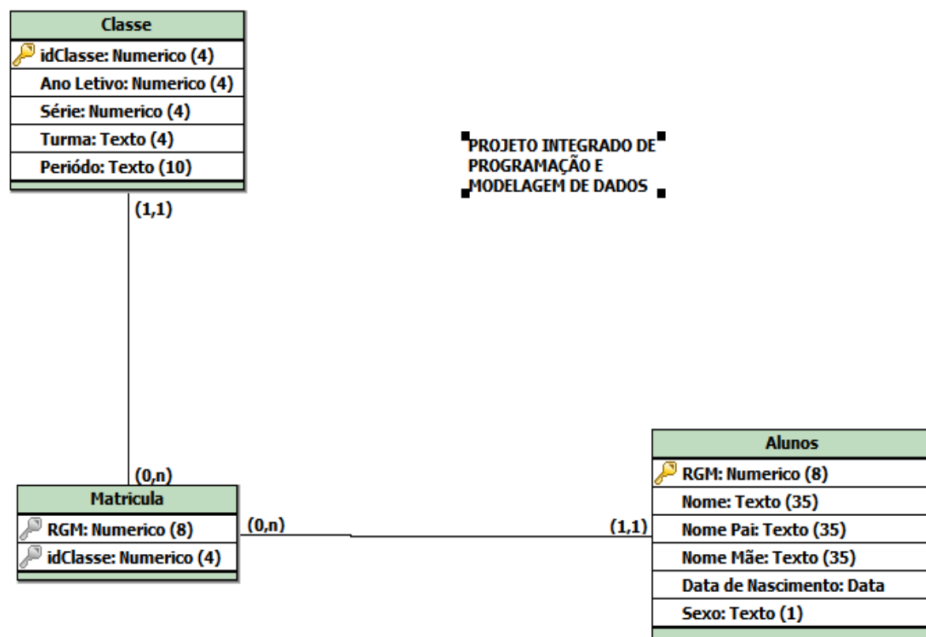 Classe
idClasse: Numerico (4)
Ano Letivo: Numerico (4)
Série: Numerico (4)
Turma: Texto (4)
Periódo: Texto (10)
(1,1)
PROJETO INTEGRADO DE
PROGRAMAÇÃO E
MODELAGEM DE DADOS
(0,n)
Matricula
RGM: Numerico (8)
idClasse: Numerico (4)
(0,n)
(1,1)
Alunos
RGM: Numerico (8)
Nome: Texto (35)
Nome Pai: Texto (35)
Nome Mãe: Texto (35)
Data de Nascimento: Data
Sexo: Texto (1)